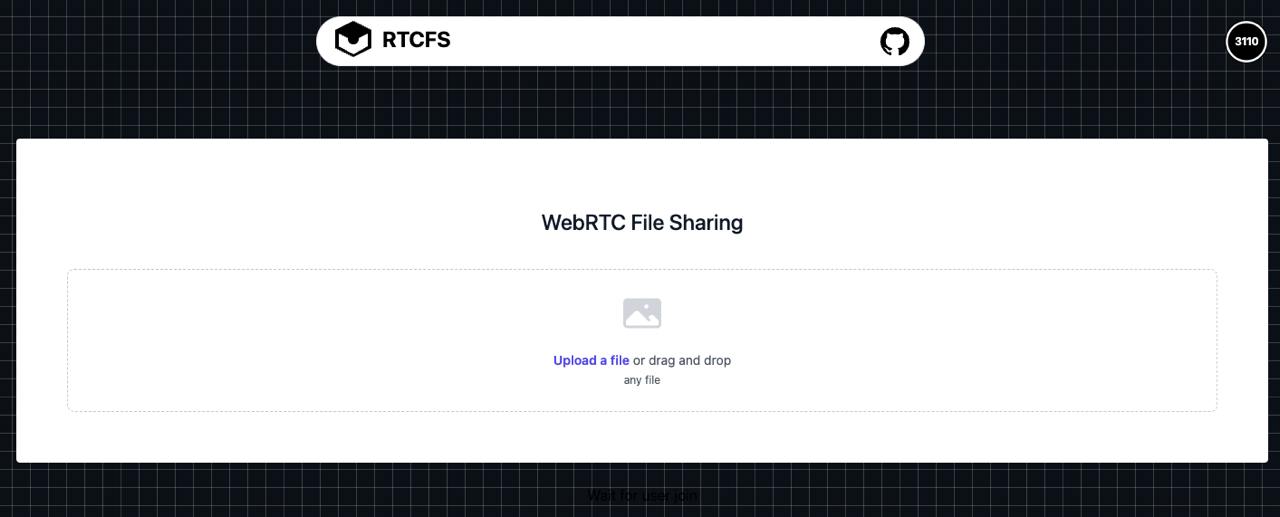 RTCFS
3110
WebRTC File Sharing
Upload a file or drag and drop
any file
Wait for user join